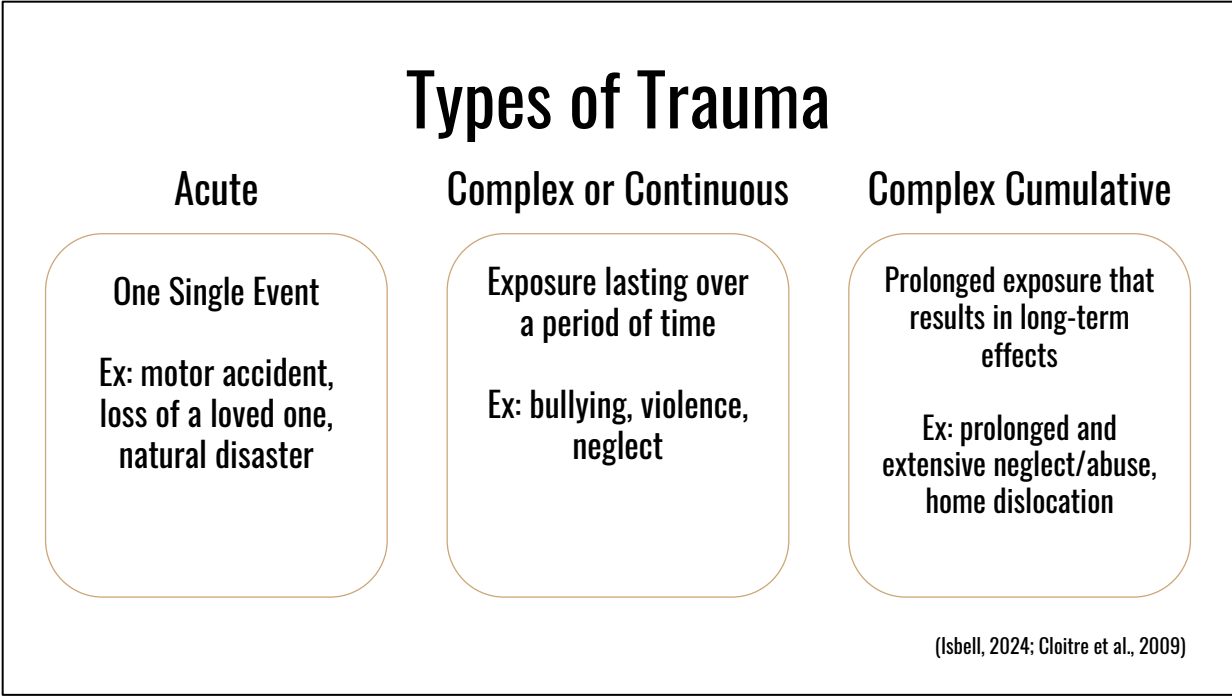 Types of Trauma
Acute
One Single Event
Ex: motor accident,
loss of a loved one,
natural disaster
Complex or Continuous
Exposure lasting over
a period of time
Ex: bullying, violence,
neglect
Complex Cumulative
Prolonged exposure that
results in long-term
effects
Ex: prolonged and
extensive neglect/abuse,
home dislocation
(Isbell, 2024; Cloitre et al., 2009)